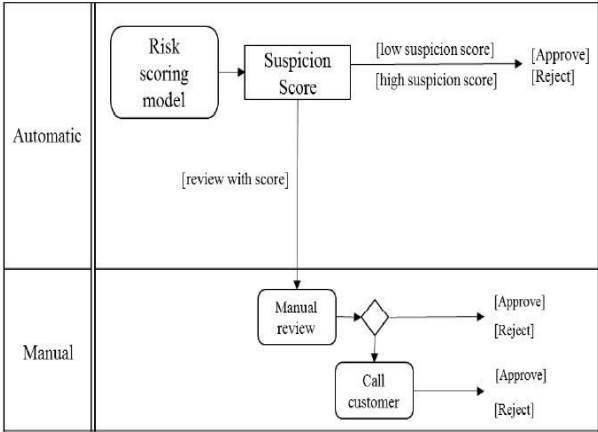 Automatic
Risk
scoring
model
Suspicion
Score
[low suspicion score]
[high suspicion score]
[Approve]
[Reject]
[review with score]
Manual
Manual
review
[Approve]
[Reject]
Call
customer
[Approve]
[Reject]